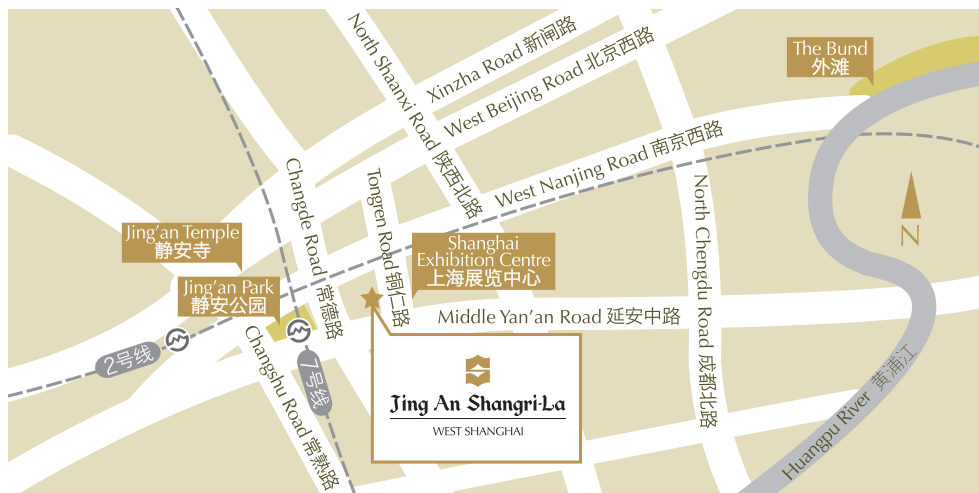 North Shaanxi Road 陕西北路
Xinzha Road 新闸路
West Beijing Road 北京西路
The Bund
外滩
West Nanjing Road 南京西路
Changde Road 常德路
Tongren Road 铜仁路
North Chengdu Road 成都北路
N
Jing'an Temple
静安寺
Shanghai
Exhibition Centre
上海展览中心
Jing'an Park
静安公园
Middle Yan'an Road 延安中路
2号线
7号线
Changshu Road 常熟路
Jing An Shangri-La
WEST SHANGHAI
Huangpu River 黄浦江